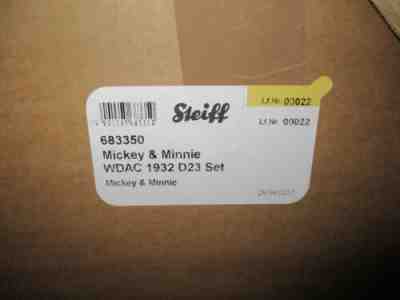 Steiff
Lf.Nr. 00022
Lf.Nr. 00022
683350
Mickey & Minnie
WDAC 1932 D23 Set
Mickey & Minnie